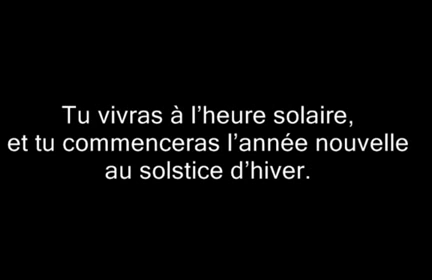 Tu vivras à l’heure solaire,
et tu commenceras l’année nouvelle
au solstice d’hiver.